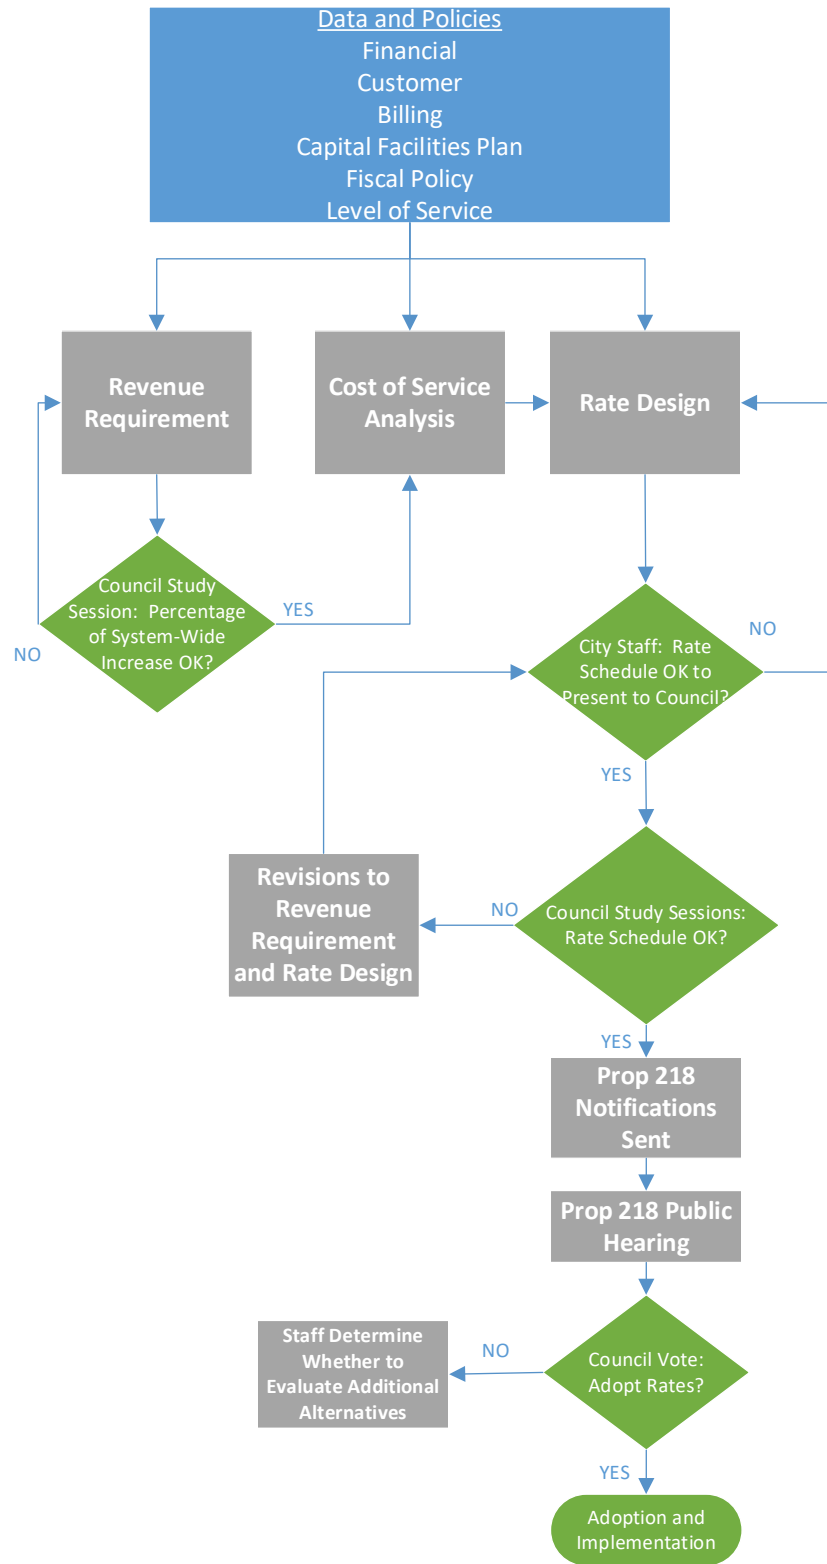 Data and Policies
Financial
Customer
Billing
Capital Facilities Plan
Fiscal Policy
Level of Service
Revenue
Requirement
Cost of Service
Analysis
Rate Design
Council Study
Session:  Percentage
of System-Wide
Increase OK?
YES
NO
City Staff:  Rate
Schedule OK to
Present to Council?
NO
YES
Revisions to
Revenue
Requirement
and Rate Design
NO
Council Study Sessions:
Rate Schedule OK?
YES
Prop 218
Notifications
Sent
Prop 218 Public
Hearing
Staff Determine
Whether to
Evaluate Additional
Alternatives
NO
Council Vote:
Adopt Rates?
YES
Adoption and
Implementation